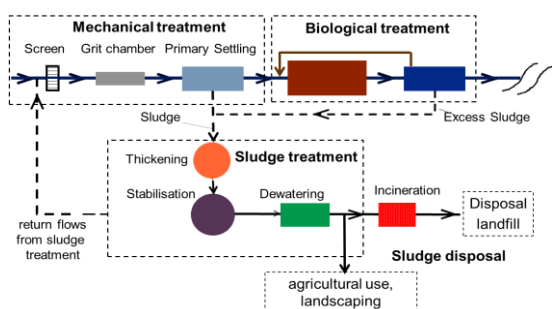 Mechanical treatment
Biological treatment
Screen
Grit chamber
Primary Settling
Sludge
Excess Sludge
Thickening
Sludge treatment
Stabilisation
Dewatering
Incineration
Disposal
landfill
return flows
from sludge
treatment
Sludge disposal
agricultural use,
landscaping